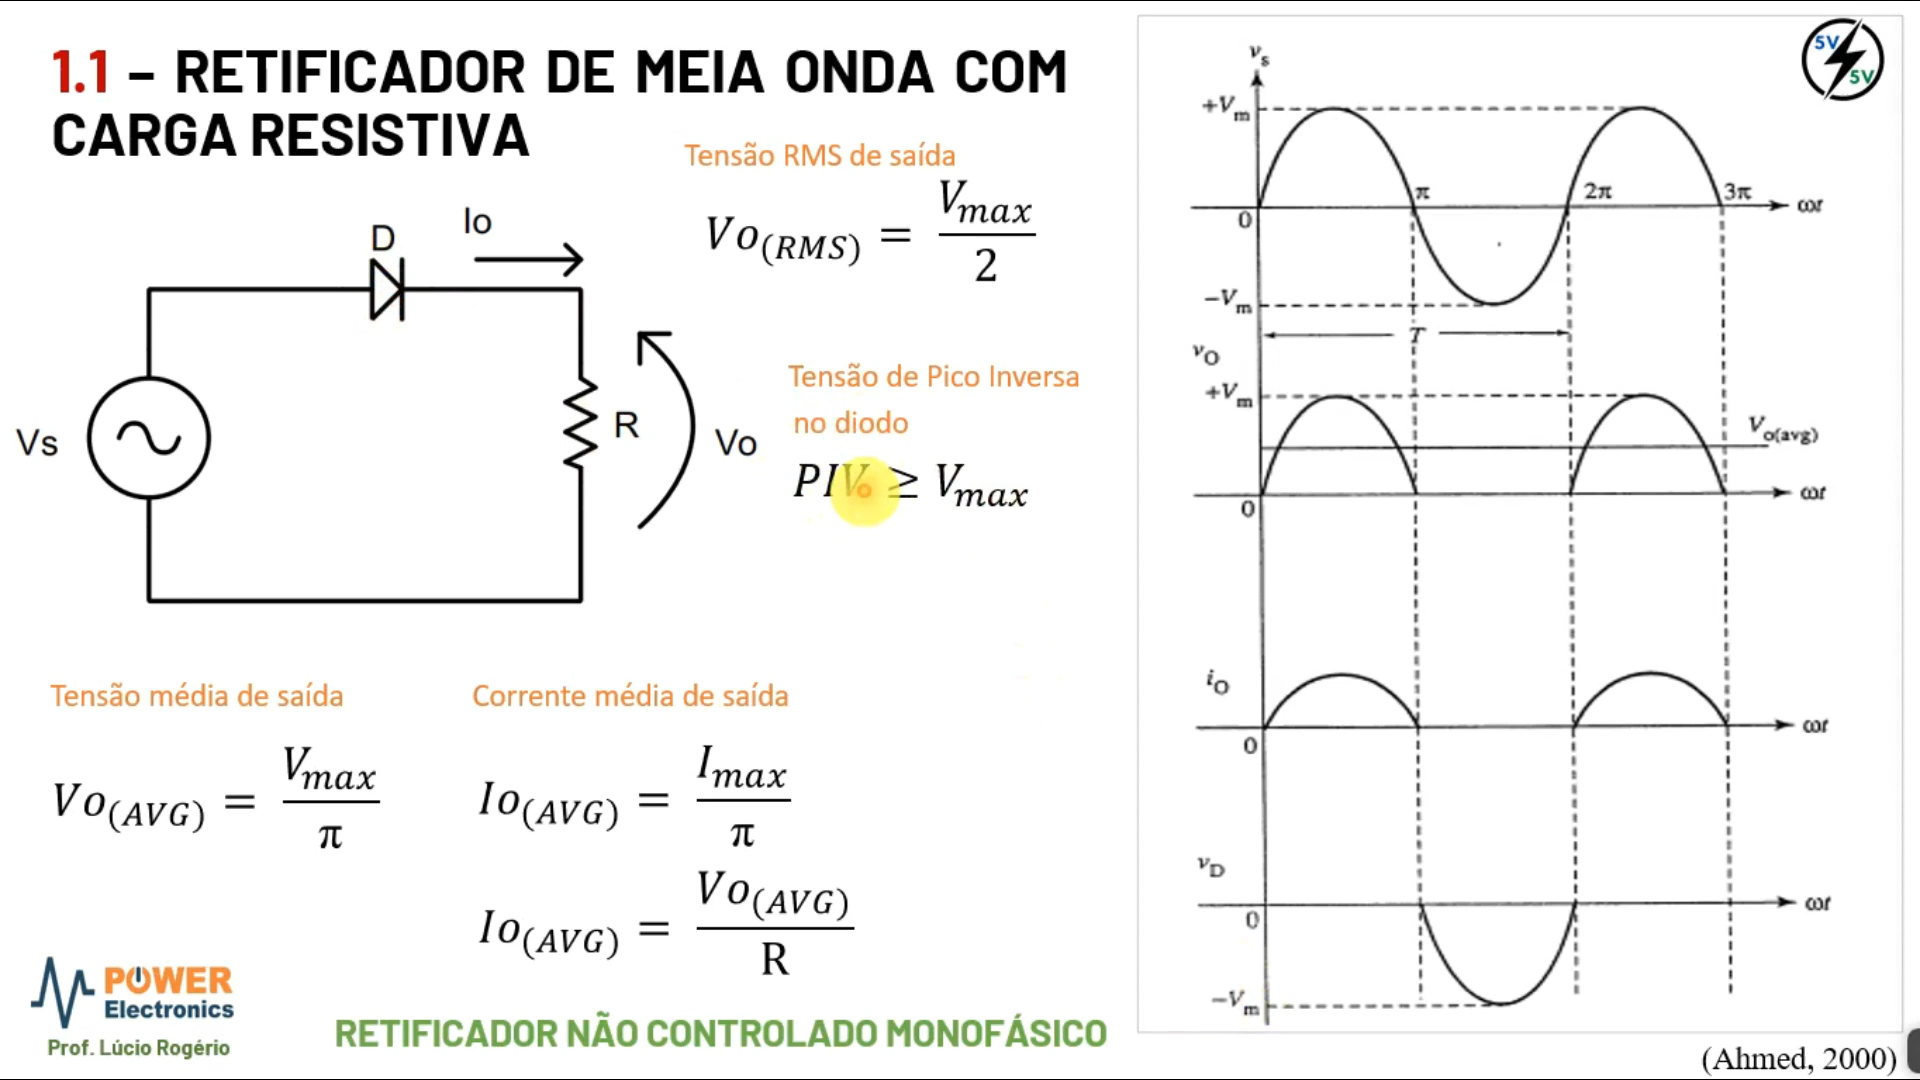 1.1 – RETIFICADOR DE MEIA ONDA COM
CARGA RESISTIVA
Tensão RMS de saída
Vo(RMS) = Vmax / 2
D
Io
Vs
R
Vo
Tensão de Pico Inversa
no diodo
PIV ≥ Vmax
Tensão média de saída
Vo(AVG) = Vmax / π
Corrente média de saída
Io(AVG) = Imax / π
Io(AVG) = Vo(AVG) / R
POWER
Electronics
Prof. Lúcio Rogério
RETIFICADOR NÃO CONTROLADO MONOFÁSICO
5V
5V
vs
+Vm
π
2π
3π
ωt
0
−Vm
T
vO
+Vm
Vo(avg)
ωt
0
iO
ωt
0
vD
ωt
0
−Vm
(Ahmed, 2000)